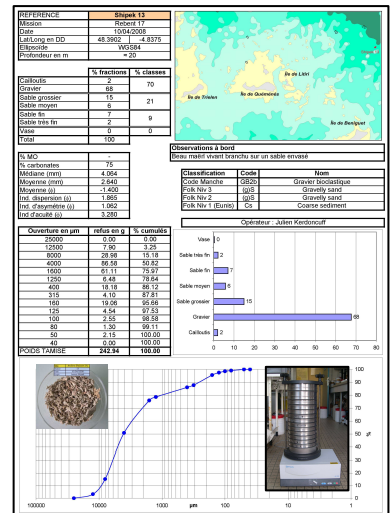 REFERENCE Shipek 13
Mission Rebent 17
Date 10/04/2008
Lat/Long en DD 48.3902 -4.8375
Ellipsoïde WGS84
Profondeur en m ≈ 20
% fractions % classes
Cailloutis 2 70
Gravier 68
Sable grossier 15 21
Sable moyen 6
Sable fin 7 9
Sable très fin 2
Vase 0 0
Total 100
% MO -
% carbonates 75
Médiane (mm) 4.064
Moyenne (mm) 2.640
Moyenne (ϕ) -1.400
Ind. dispersion (ϕ) 1.865
Ind. d'asymétrie (ϕ) 1.062
Ind d'acuité (ϕ) 3.280
Île de Litiri
Île de Trielen
Île de Quéménès
Île de Beniguet
Observations à bord
Beau maërl vivant branchu sur un sable envasé
Classification Code Nom
Code Manche GB2b Gravier bioclastique
Folk Niv 3 (g)S Gravelly sand
Folk Niv 2 (g)S Gravelly sand
Folk Niv 1 (Eunis) Cs Coarse sediment
Opérateur : Julien Kerdoncuff
Ouverture en µm refus en g % cumulés
25000 0.00 0.00
12500 7.90 3.25
8000 28.98 15.18
4000 86.58 50.82
1600 61.11 75.97
1250 6.48 78.64
400 18.18 86.12
315 4.10 87.81
160 19.06 95.66
125 4.54 97.53
100 2.55 98.58
80 1.30 99.11
50 2.15 100.00
40 0.00 100.00
POIDS TAMISE 242.94 100.00
Vase 0
Sable très fin 2
Sable fin 7
Sable moyen 6
Sable grossier 15
Gravier 68
Cailloutis 2
0 10 20 30 40 50 60 70 80
100
90
80
70
60
50
40
30
20
10
0
%
100000 10000 1000 µm 100 10 1